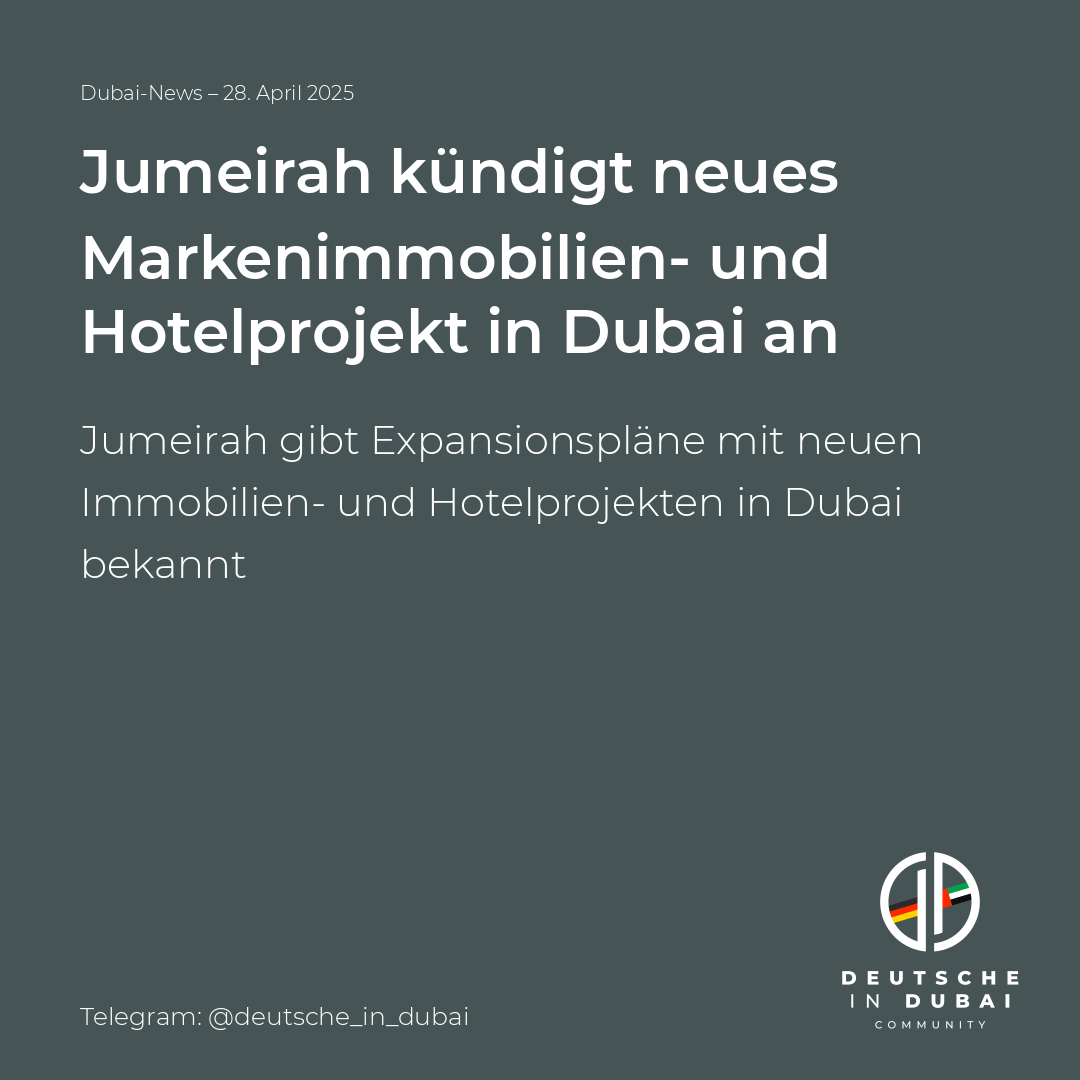 Dubai-News – 28. April 2025
Jumeirah kündigt neues
Markenimmobilien- und
Hotelprojekt in Dubai an
Jumeirah gibt Expansionspläne mit neuen
Immobilien- und Hotelprojekten in Dubai
bekannt
Telegram: @deutsche_in_dubai
DEUTSCHE
IN DUBAI
COMMUNITY